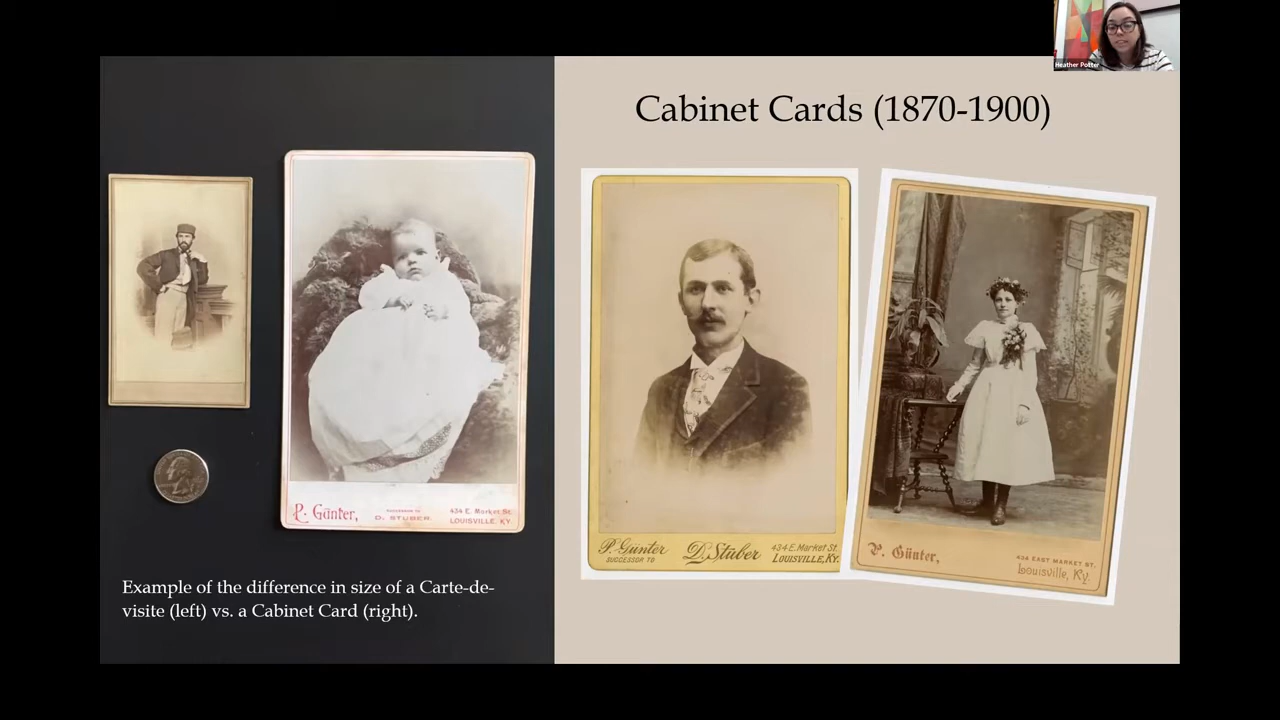 Heather Potter
Cabinet Cards (1870-1900)
P. Günter,
SUCCESSOR TO
D. STUBER.
434 E. Market St.
LOUISVILLE, KY.
P. Günter
SUCCESSOR TO
D. Stuber
434 E. Market St.
LOUISVILLE, KY.
P. Günter,
434 EAST MARKET ST.
Louisville, Ky.
Example of the difference in size of a Carte-de-
visite (left) vs. a Cabinet Card (right).